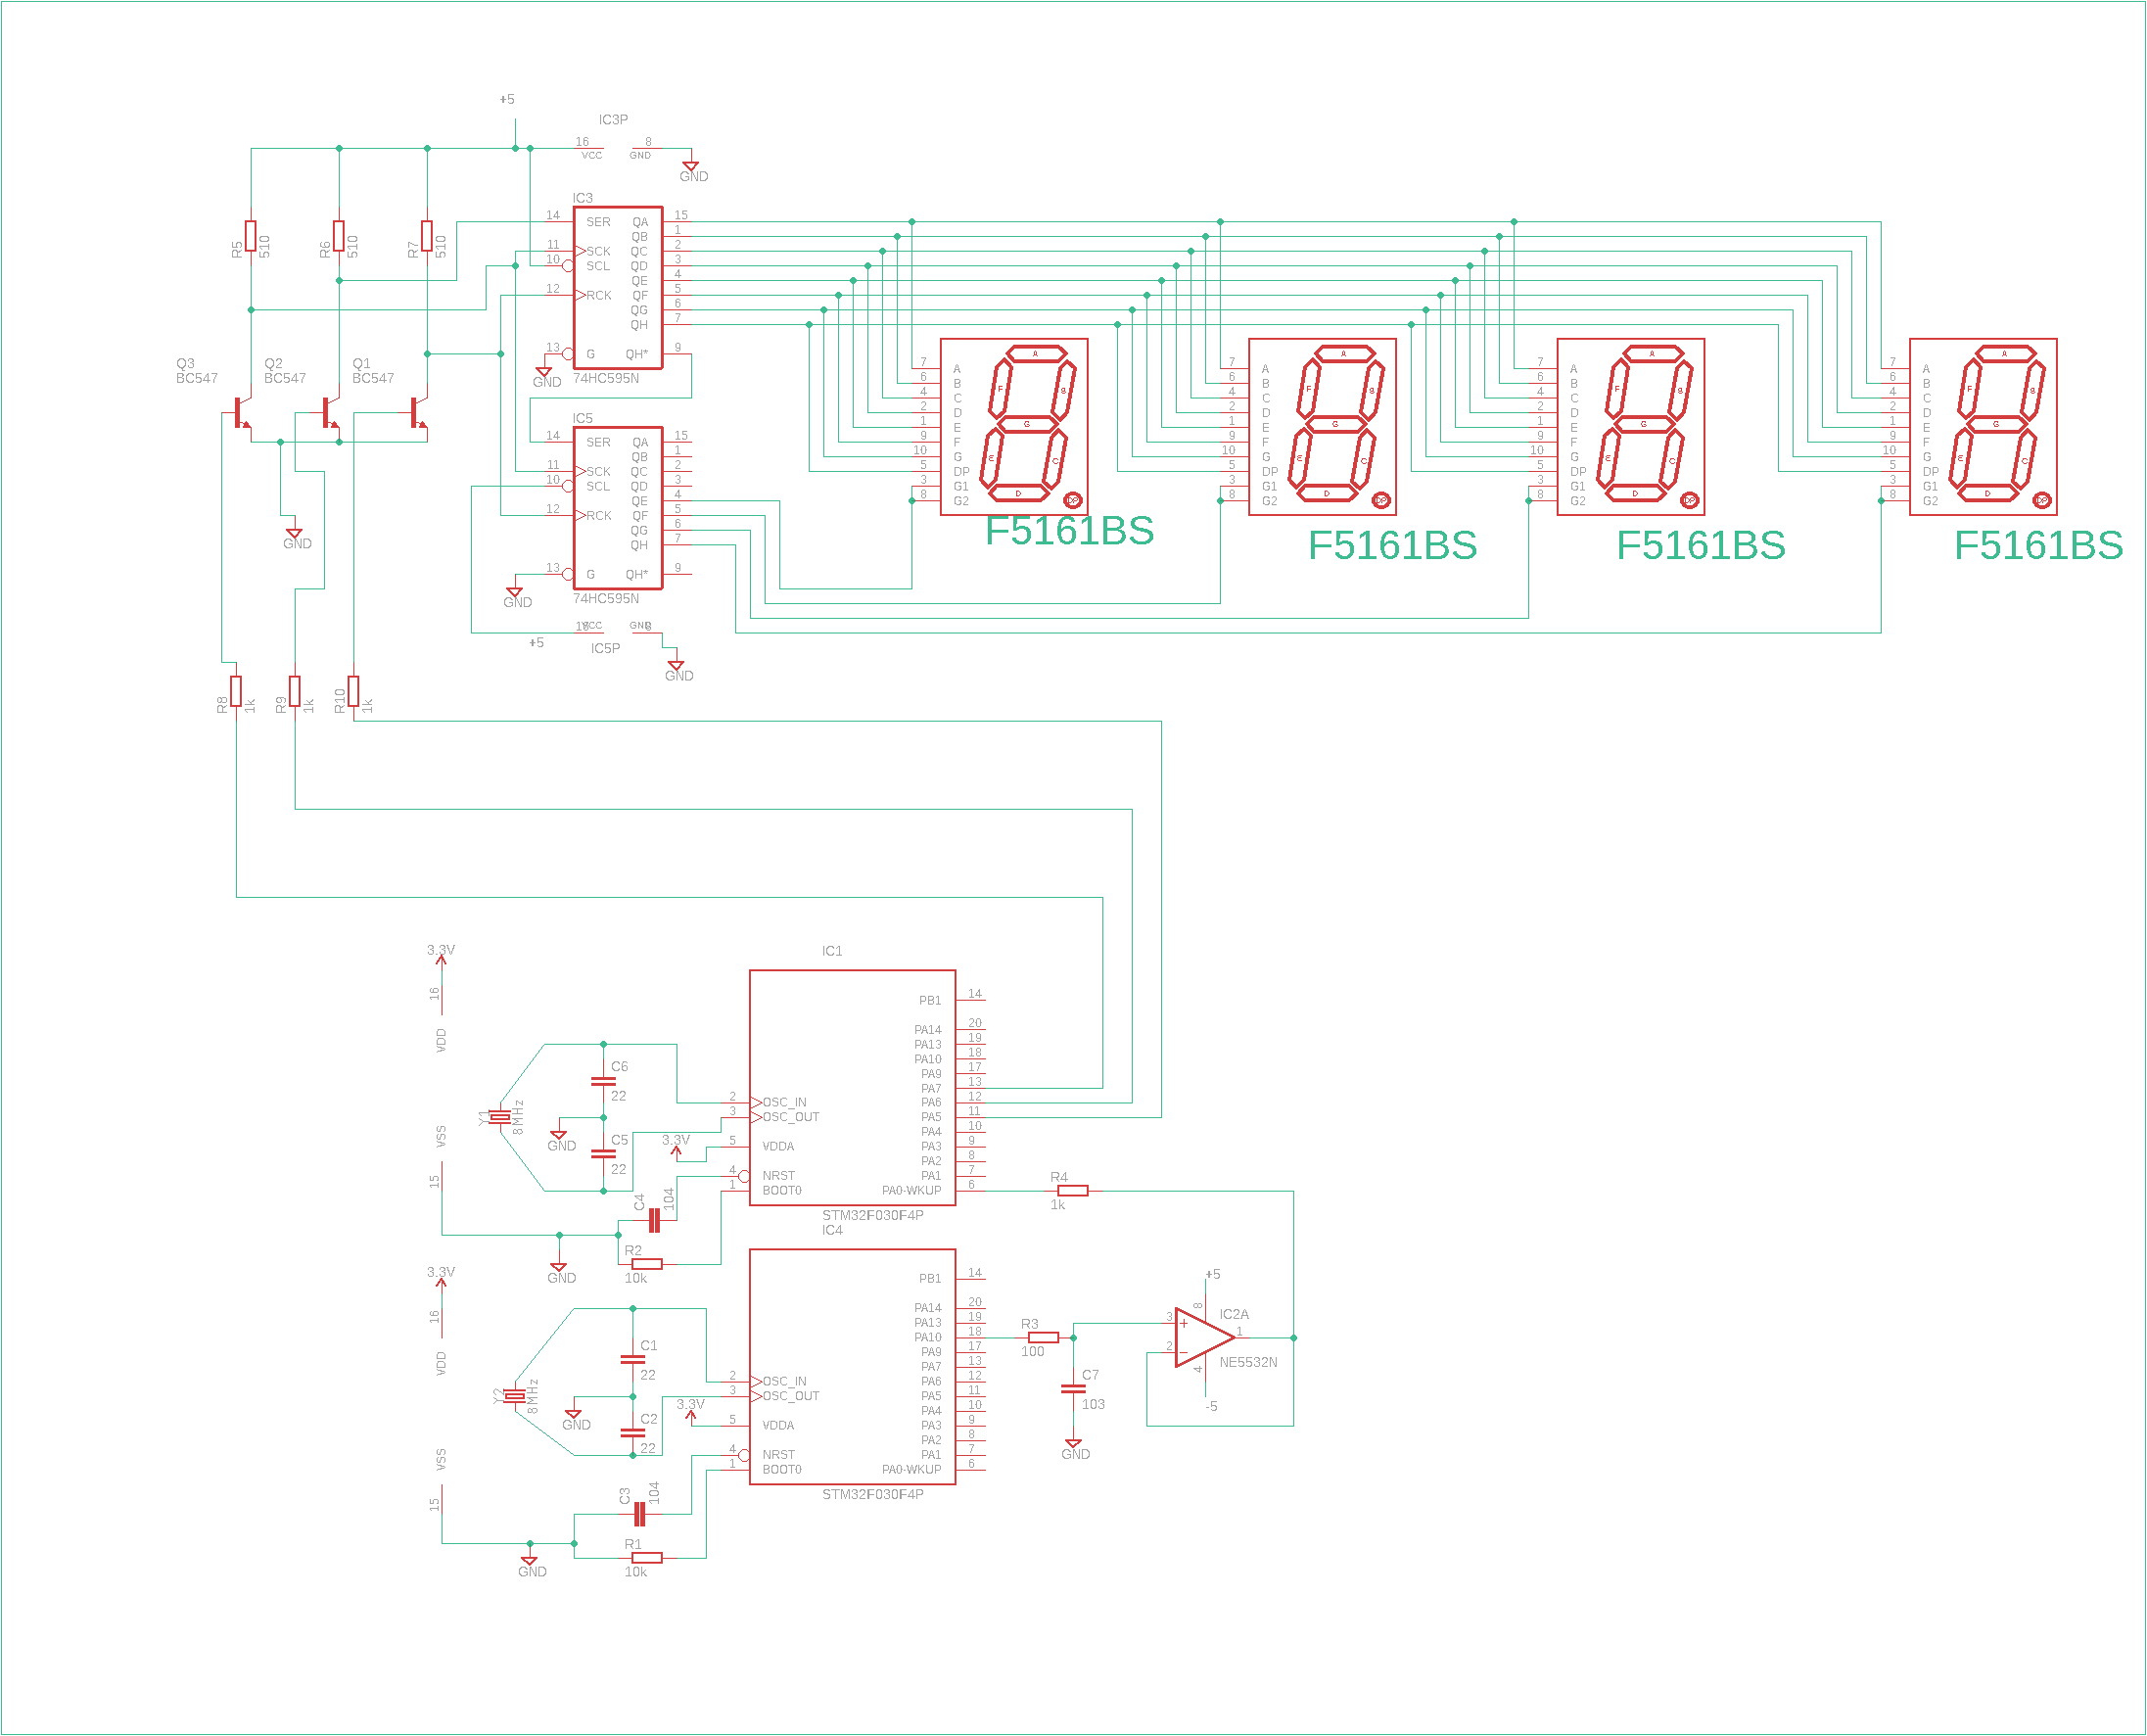 +5
IC3P
16
VCC
8
GND
GND
IC3
14
SER
11
SCK
10
SCL
12
RCK
13
G
GND
QA
15
QB
1
QC
2
QD
3
QE
4
QF
5
QG
6
QH
7
QH*
9
74HC595N
R5
510
R6
510
R7
510
Q3
BC547
Q2
BC547
Q1
BC547
GND
IC5
14
SER
11
SCK
10
SCL
12
RCK
13
G
GND
QA
15
QB
1
QC
2
QD
3
QE
4
QF
5
QG
6
QH
7
QH*
9
74HC595N
16
VCC
GND
8
+5
IC5P
GND
7 A
6 B
4 C
2 D
1 E
9 F
10 G
5 DP
3 G1
8 G2
A
F
B
G
E
C
D
DP
F5161BS
7 A
6 B
4 C
2 D
1 E
9 F
10 G
5 DP
3 G1
8 G2
A
F
B
G
E
C
D
DP
F5161BS
7 A
6 B
4 C
2 D
1 E
9 F
10 G
5 DP
3 G1
8 G2
A
F
B
G
E
C
D
DP
F5161BS
7 A
6 B
4 C
2 D
1 E
9 F
10 G
5 DP
3 G1
8 G2
A
F
B
G
E
C
D
DP
F5161BS
R8
1k
R9
1k
R10
1k
3.3V
16
VDD
VSS
15
Y1
8MHz
C6
22
GND
C5
22
3.3V
C4
104
R2
10k
GND
IC1
2 OSC_IN
3 OSC_OUT
5 VDDA
4 NRST
1 BOOT0
PB1 14
PA14 20
PA13 19
PA10 18
PA9 17
PA7 13
PA6 12
PA5 11
PA4 10
PA3 9
PA2 8
PA1 7
PA0-WKUP 6
STM32F030F4P
R4
1k
3.3V
16
VDD
VSS
15
Y2
8MHz
C1
22
GND
C2
22
3.3V
C3
104
R1
10k
GND
IC4
2 OSC_IN
3 OSC_OUT
5 VDDA
4 NRST
1 BOOT0
PB1 14
PA14 20
PA13 19
PA10 18
PA9 17
PA7 13
PA6 12
PA5 11
PA4 10
PA3 9
PA2 8
PA1 7
PA0-WKUP 6
STM32F030F4P
R3
100
C7
103
GND
+5
8
IC2A
3
+
2
−
1
4
NE5532N
-5